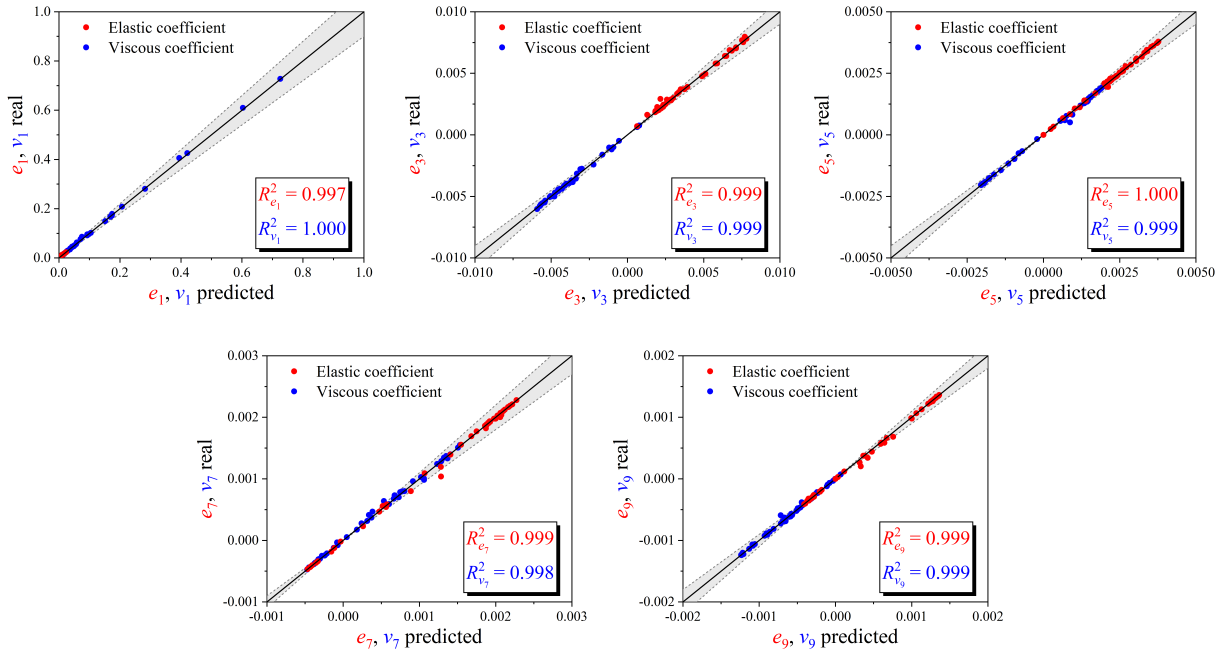 Elastic coefficient
Viscous coefficient
1.0
0.8
0.6
0.4
0.2
0.0
e₁, v₁ real
R²e₁ = 0.997
R²v₁ = 1.000
0.0 0.2 0.4 0.6 0.8 1.0
e₁, v₁ predicted
Elastic coefficient
Viscous coefficient
0.010
0.005
0.000
-0.005
-0.010
e₃, v₃ real
R²e₃ = 0.999
R²v₃ = 0.999
-0.010 -0.005 0.000 0.005 0.010
e₃, v₃ predicted
Elastic coefficient
Viscous coefficient
0.0050
0.0025
0.0000
-0.0025
-0.0050
e₅, v₅ real
R²e₅ = 1.000
R²v₅ = 0.999
-0.0050 -0.0025 0.0000 0.0025 0.0050
e₅, v₅ predicted
Elastic coefficient
Viscous coefficient
0.003
0.002
0.001
0.000
-0.001
e₇, v₇ real
R²e₇ = 0.999
R²v₇ = 0.998
-0.001 0.000 0.001 0.002 0.003
e₇, v₇ predicted
Elastic coefficient
Viscous coefficient
0.002
0.001
0.000
-0.001
-0.002
e₉, v₉ real
R²e₉ = 0.999
R²v₉ = 0.999
-0.002 -0.001 0.000 0.001 0.002
e₉, v₉ predicted